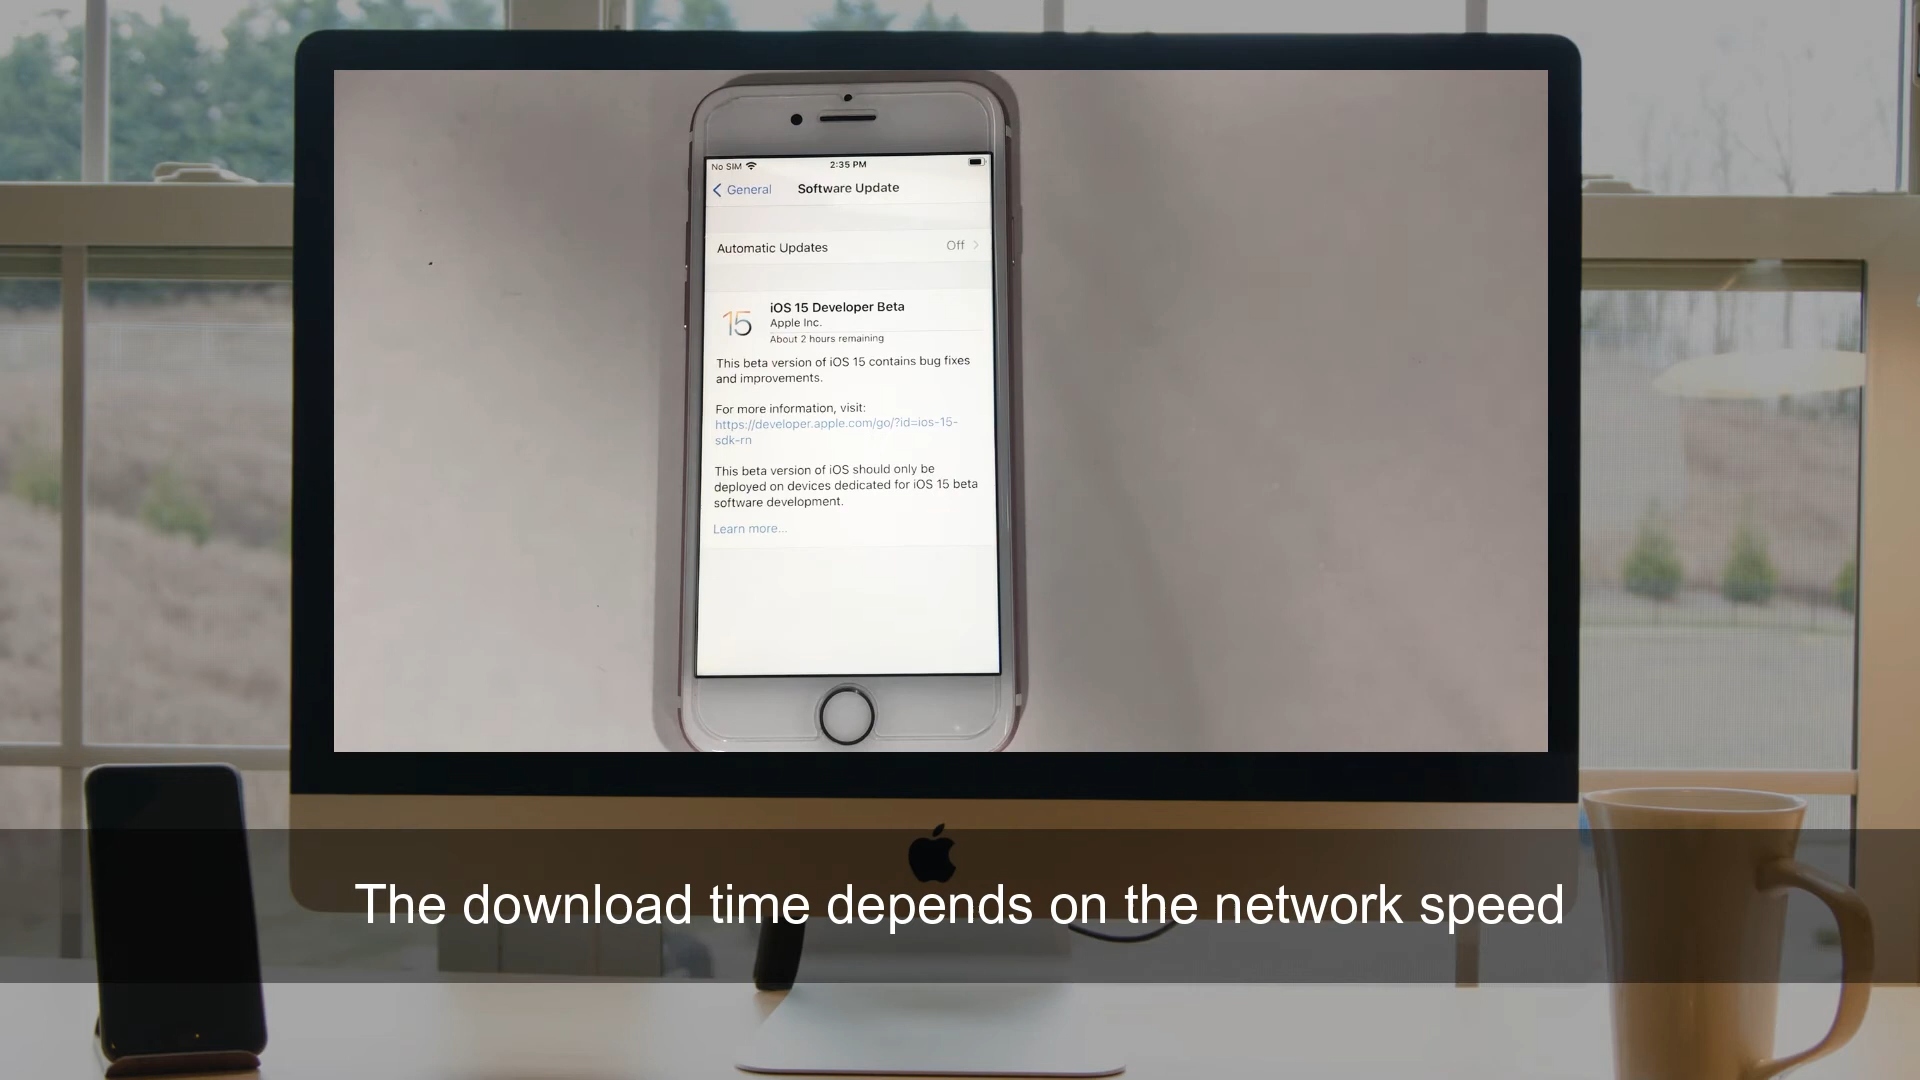 No SIM
2:35 PM
General
Software Update
Automatic Updates
Off
15
iOS 15 Developer Beta
Apple Inc.
About 2 hours remaining
This beta version of iOS 15 contains bug fixes
and improvements.
For more information, visit:
https://developer.apple.com/go/?id=ios-15-
sdk-rn
This beta version of iOS should only be
deployed on devices dedicated for iOS 15 beta
software development.
Learn more...
The download time depends on the network speed